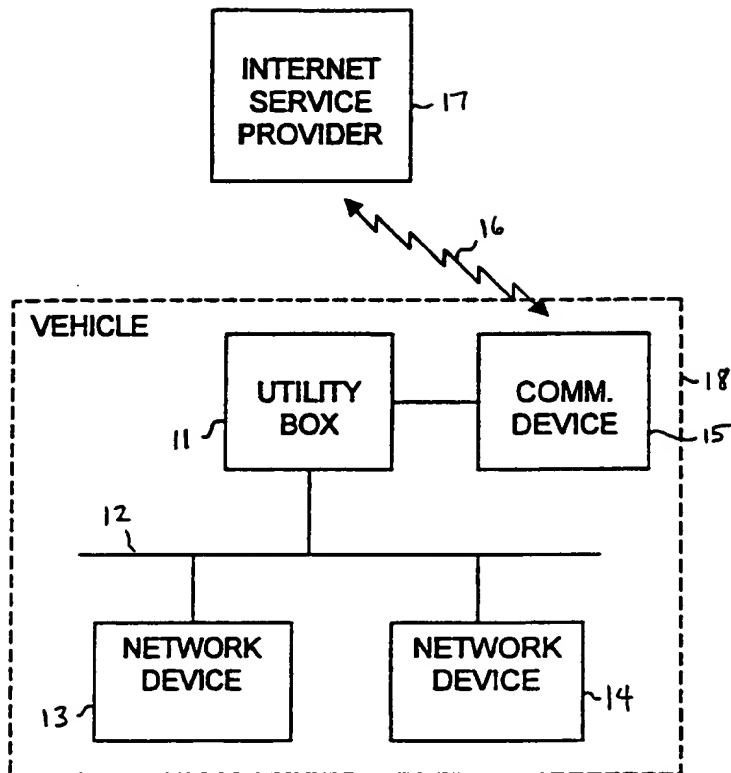 INTERNET
SERVICE
PROVIDER
17
16
VEHICLE
18
UTILITY
BOX
11
COMM.
DEVICE
15
12
NETWORK
DEVICE
13
NETWORK
DEVICE
14